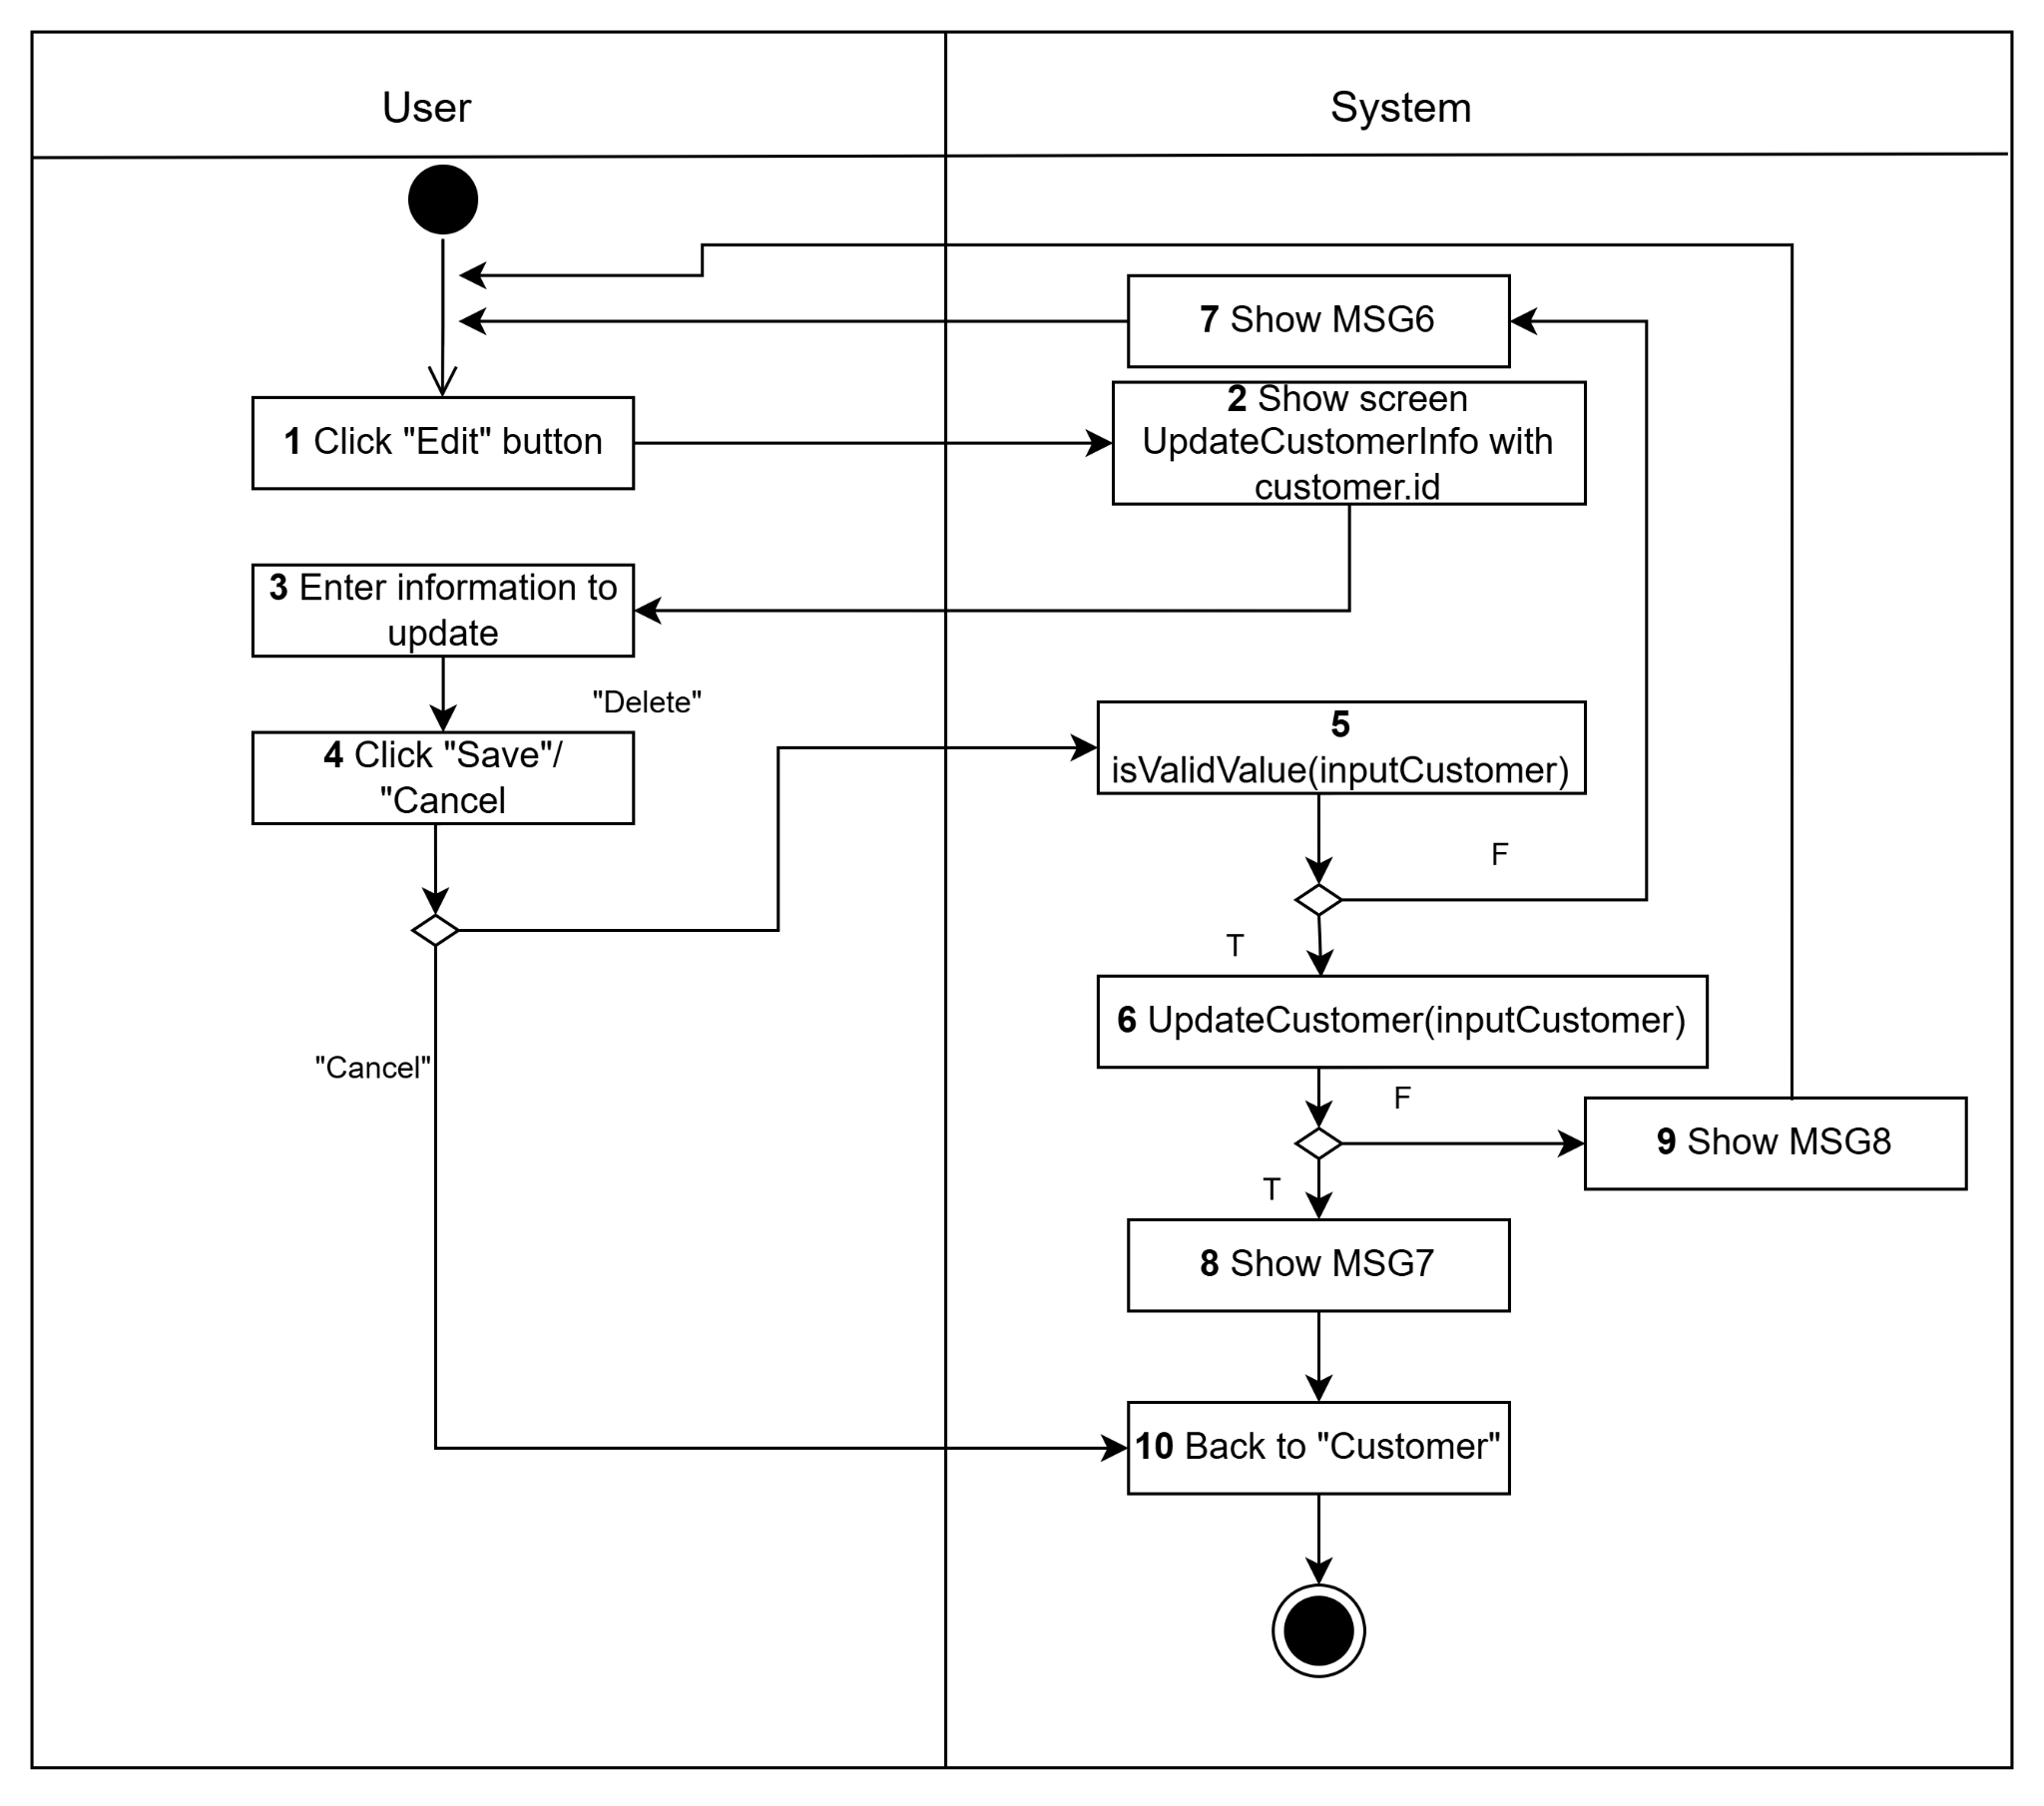 User
System
7 Show MSG6
1 Click "Edit" button
2 Show screen
UpdateCustomerInfo with
customer.id
3 Enter information to
update
"Delete"
4 Click "Save"/
"Cancel
5
isValidValue(inputCustomer)
F
T
6 UpdateCustomer(inputCustomer)
"Cancel"
F
9 Show MSG8
T
8 Show MSG7
10 Back to "Customer"